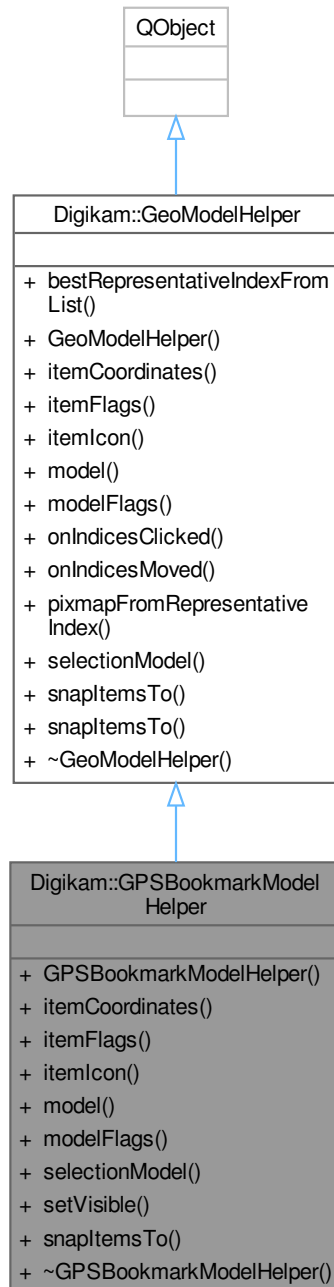 QObject
Digikam::GeoModelHelper
+ bestRepresentativeIndexFrom
List()
+ GeoModelHelper()
+ itemCoordinates()
+ itemFlags()
+ itemIcon()
+ model()
+ modelFlags()
+ onIndicesClicked()
+ onIndicesMoved()
+ pixmapFromRepresentative
Index()
+ selectionModel()
+ snapItemsTo()
+ snapItemsTo()
+ ~GeoModelHelper()
Digikam::GPSBookmarkModel
Helper
+ GPSBookmarkModelHelper()
+ itemCoordinates()
+ itemFlags()
+ itemIcon()
+ model()
+ modelFlags()
+ selectionModel()
+ setVisible()
+ snapItemsTo()
+ ~GPSBookmarkModelHelper()